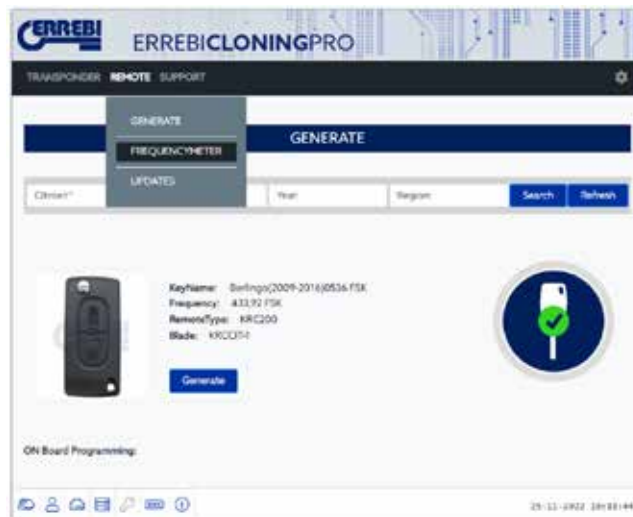 ERREBI
ERREBICLONINGPRO
TRANSPONDER REMOTE SUPPORT
GENERATE
FREQUENCYMETER
UPDATES
GENERATE
Citroen* Year Region Search Refresh
KeyName: Berlingo(2009-2016)0536 FSK
Frequency: 433,92 FSK
RemoteType: KRC200
Blade:
Generate
ON Board Programming: